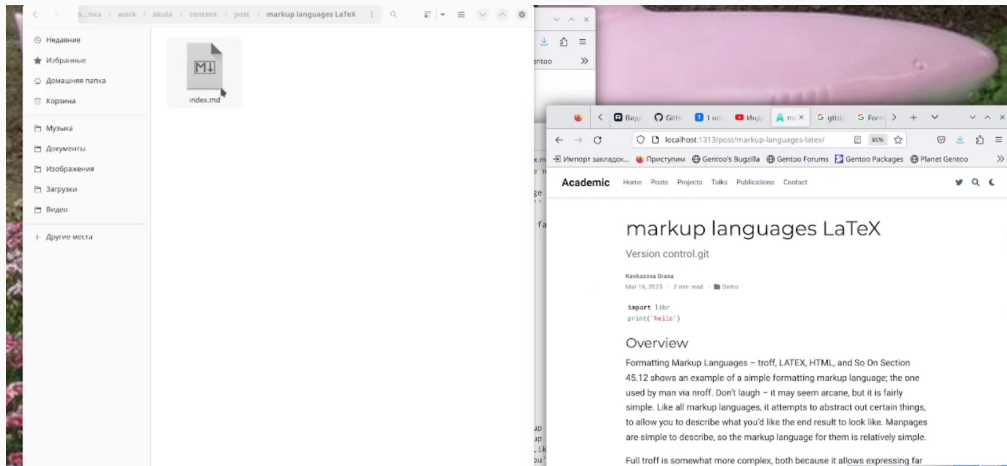 work / akula / content / post / markup languages LaTeX
Недавние
Избранные
Домашняя папка
Корзина
Музыка
Документы
Изображения
Загрузки
Видео
+ Другие места
index.md
entoo
localhost:1313/post/markup-languages-latex/
80%
Импорт закладок... Приступим Gentoo's Bugzilla Gentoo Forums Gentoo Packages Planet Gentoo
Academic Home Posts Projects Talks Publications Contact
markup languages LaTeX
Version control.git
Kavkazova Diana
Mar 16, 2023 · 2 min read · Demo
import libr
print('hello')
Overview
Formatting Markup Languages – troff, LATEX, HTML, and So On Section
45.12 shows an example of a simple formatting markup language; the one
used by man via nroff. Don't laugh – it may seem arcane, but it is fairly
simple. Like all markup languages, it attempts to abstract out certain things,
to allow you to describe what you'd like the end result to look like. Manpages
are simple to describe, so the markup language for them is relatively simple.
Full troff is somewhat more complex, both because it allows expressing far